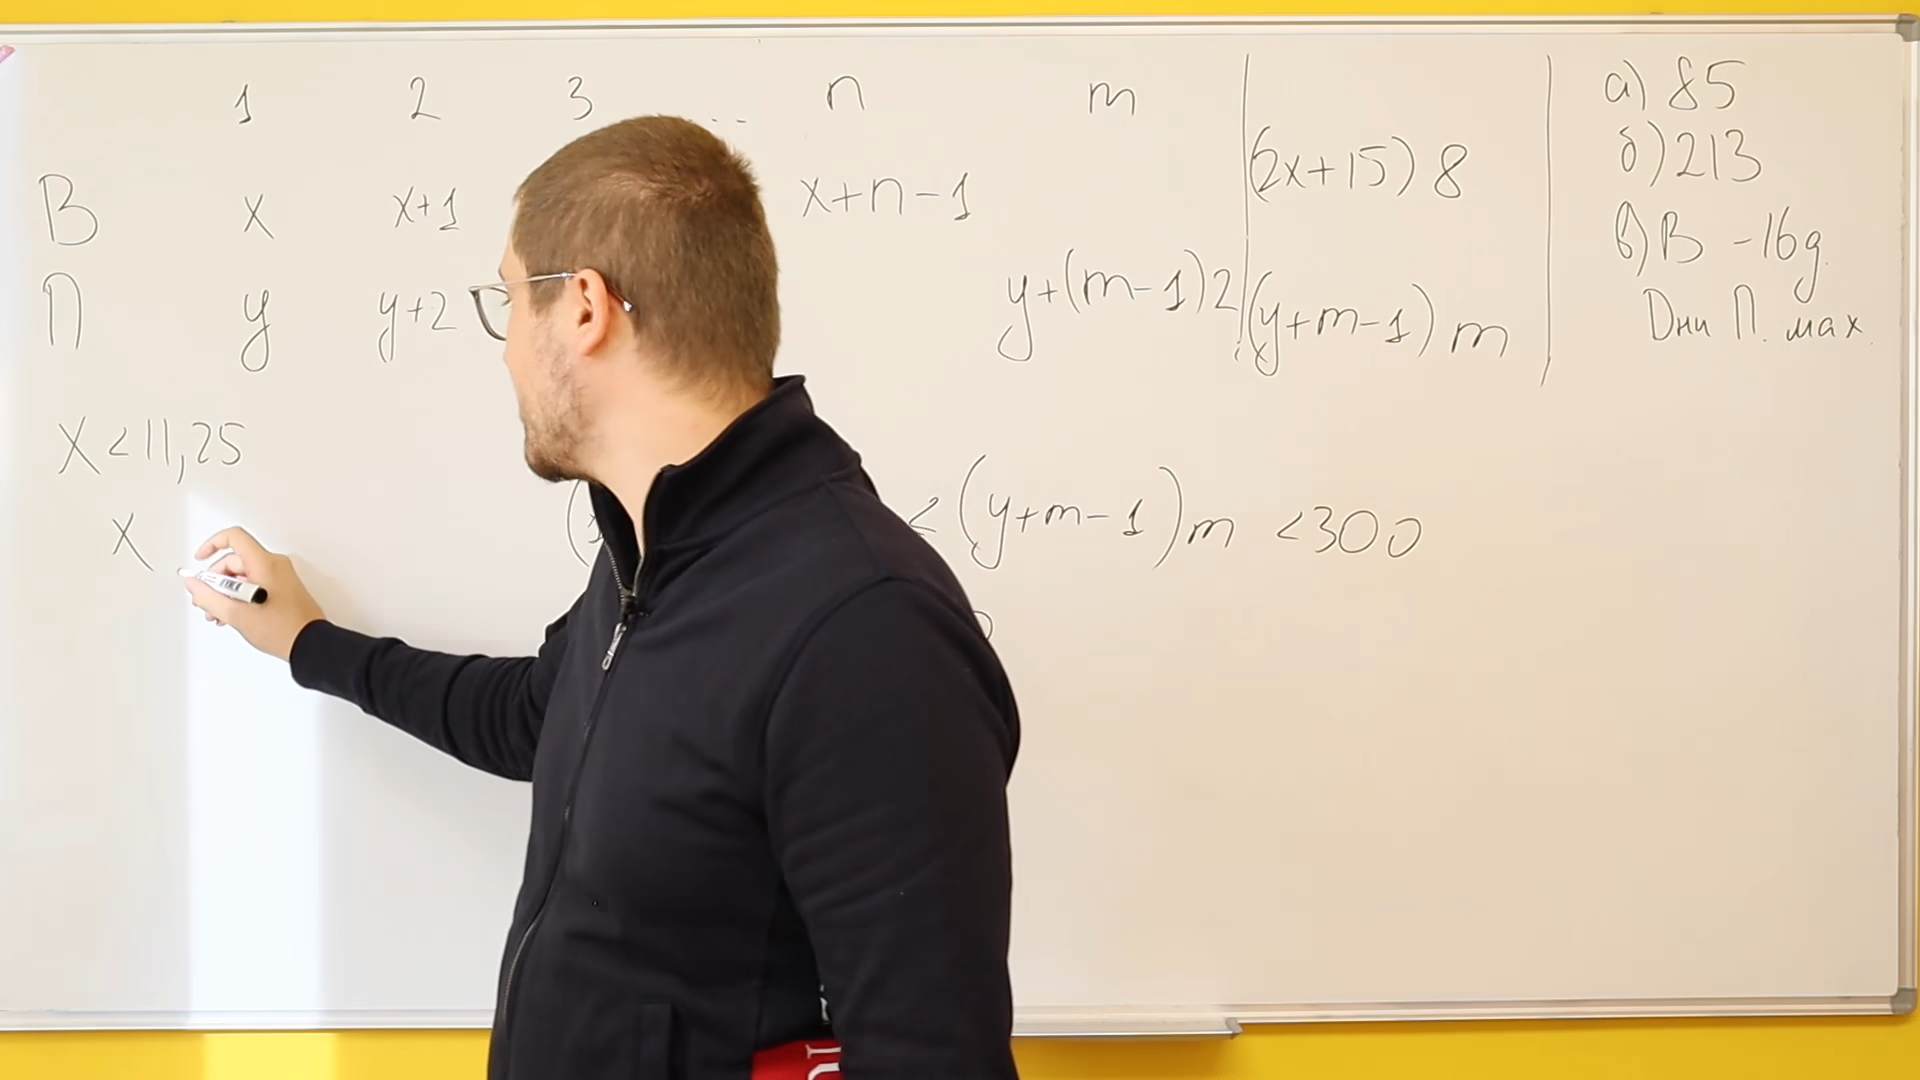 1 2 3 ... n m
В x x+1 x+n-1
П y y+2 y+(m-1)2
(2x+15)8
(y+m-1)m
а) 85
б) 213
в) В -16д.
Дни П. мах.
x<11,25
x
( <(y+m-1)m <300